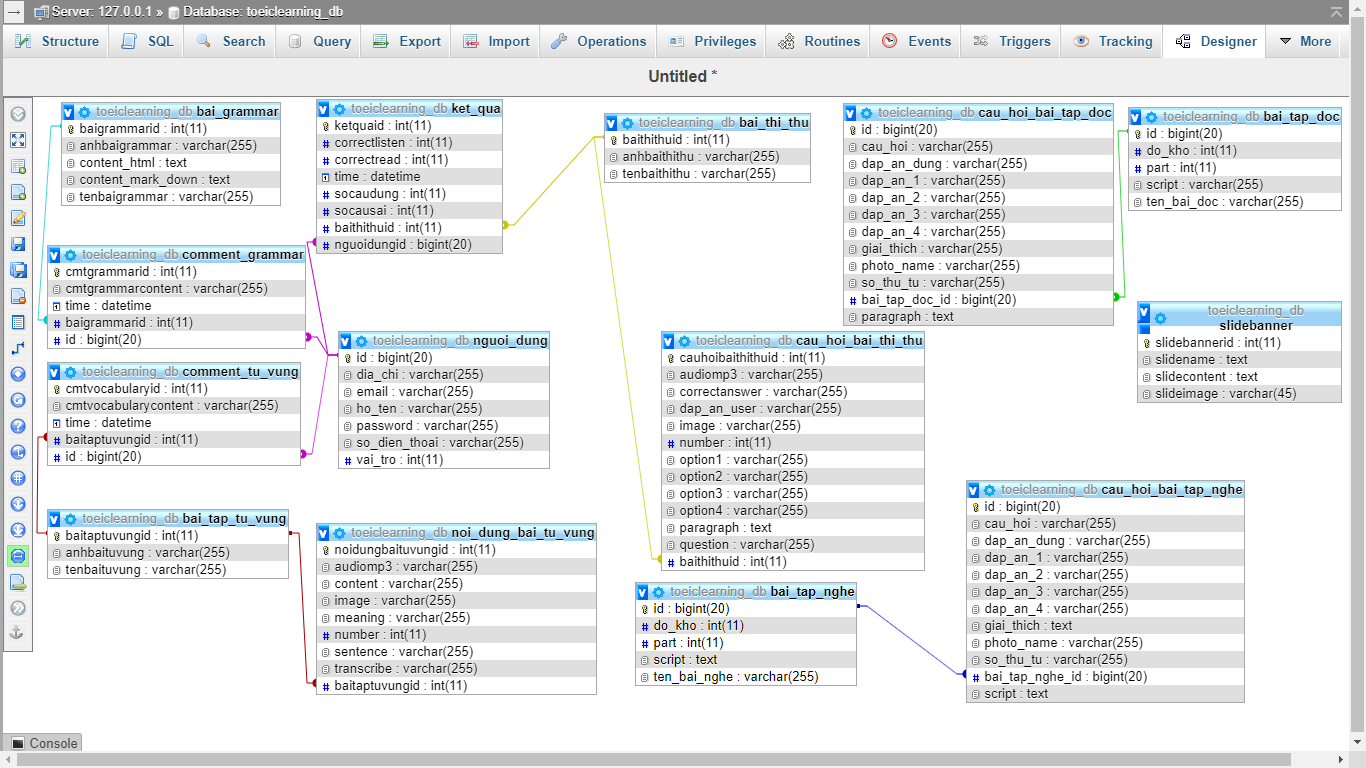 Server: 127.0.0.1 » Database: toeiclearning_db
Structure SQL Search Query Export Import Operations Privileges Routines Events Triggers Tracking Designer More
Untitled *
toeiclearning_db bai_grammar
baigrammarid : int(11)
anhbaigrammar : varchar(255)
content_html : text
content_mark_down : text
tenbaigrammar : varchar(255)
toeiclearning_db ket_qua
ketquaid : int(11)
correctlisten : int(11)
correctread : int(11)
time : datetime
socaudung : int(11)
socausai : int(11)
baithithuid : int(11)
nguoidungid : bigint(20)
toeiclearning_db bai_thi_thu
baithithuid : int(11)
anhbaithithu : varchar(255)
tenbaithithu : varchar(255)
toeiclearning_db cau_hoi_bai_tap_doc
id : bigint(20)
cau_hoi : varchar(255)
dap_an_dung : varchar(255)
dap_an_1 : varchar(255)
dap_an_2 : varchar(255)
dap_an_3 : varchar(255)
dap_an_4 : varchar(255)
giai_thich : varchar(255)
photo_name : varchar(255)
so_thu_tu : varchar(255)
bai_tap_doc_id : bigint(20)
paragraph : text
toeiclearning_db bai_tap_doc
id : bigint(20)
do_kho : int(11)
part : int(11)
script : varchar(255)
ten_bai_doc : varchar(255)
toeiclearning_db comment_grammar
cmtgrammarid : int(11)
cmtgrammarcontent : varchar(255)
time : datetime
baigrammarid : int(11)
id : bigint(20)
toeiclearning_db slidebanner
slidebannerid : int(11)
slidename : text
slidecontent : text
slideimage : varchar(45)
toeiclearning_db nguoi_dung
id : bigint(20)
dia_chi : varchar(255)
email : varchar(255)
ho_ten : varchar(255)
password : varchar(255)
so_dien_thoai : varchar(255)
vai_tro : int(11)
toeiclearning_db cau_hoi_bai_thi_thu
cauhoibaithithuid : int(11)
audiomp3 : varchar(255)
correctanswer : varchar(255)
dap_an_user : varchar(255)
image : varchar(255)
number : int(11)
option1 : varchar(255)
option2 : varchar(255)
option3 : varchar(255)
option4 : varchar(255)
paragraph : text
question : varchar(255)
baithithuid : int(11)
toeiclearning_db comment_tu_vung
cmtvocabularyid : int(11)
cmtvocabularycontent : varchar(255)
time : datetime
baitaptuvungid : int(11)
id : bigint(20)
toeiclearning_db bai_tap_tu_vung
baitaptuvungid : int(11)
anhbaituvung : varchar(255)
tenbaituvung : varchar(255)
toeiclearning_db noi_dung_bai_tu_vung
noidungbaituvungid : int(11)
audiomp3 : varchar(255)
content : varchar(255)
image : varchar(255)
meaning : varchar(255)
number : int(11)
sentence : varchar(255)
transcribe : varchar(255)
baitaptuvungid : int(11)
toeiclearning_db bai_tap_nghe
id : bigint(20)
do_kho : int(11)
part : int(11)
script : text
ten_bai_nghe : varchar(255)
toeiclearning_db cau_hoi_bai_tap_nghe
id : bigint(20)
cau_hoi : varchar(255)
dap_an_dung : varchar(255)
dap_an_1 : varchar(255)
dap_an_2 : varchar(255)
dap_an_3 : varchar(255)
dap_an_4 : varchar(255)
giai_thich : text
photo_name : varchar(255)
so_thu_tu : varchar(255)
bai_tap_nghe_id : bigint(20)
script : text
Console